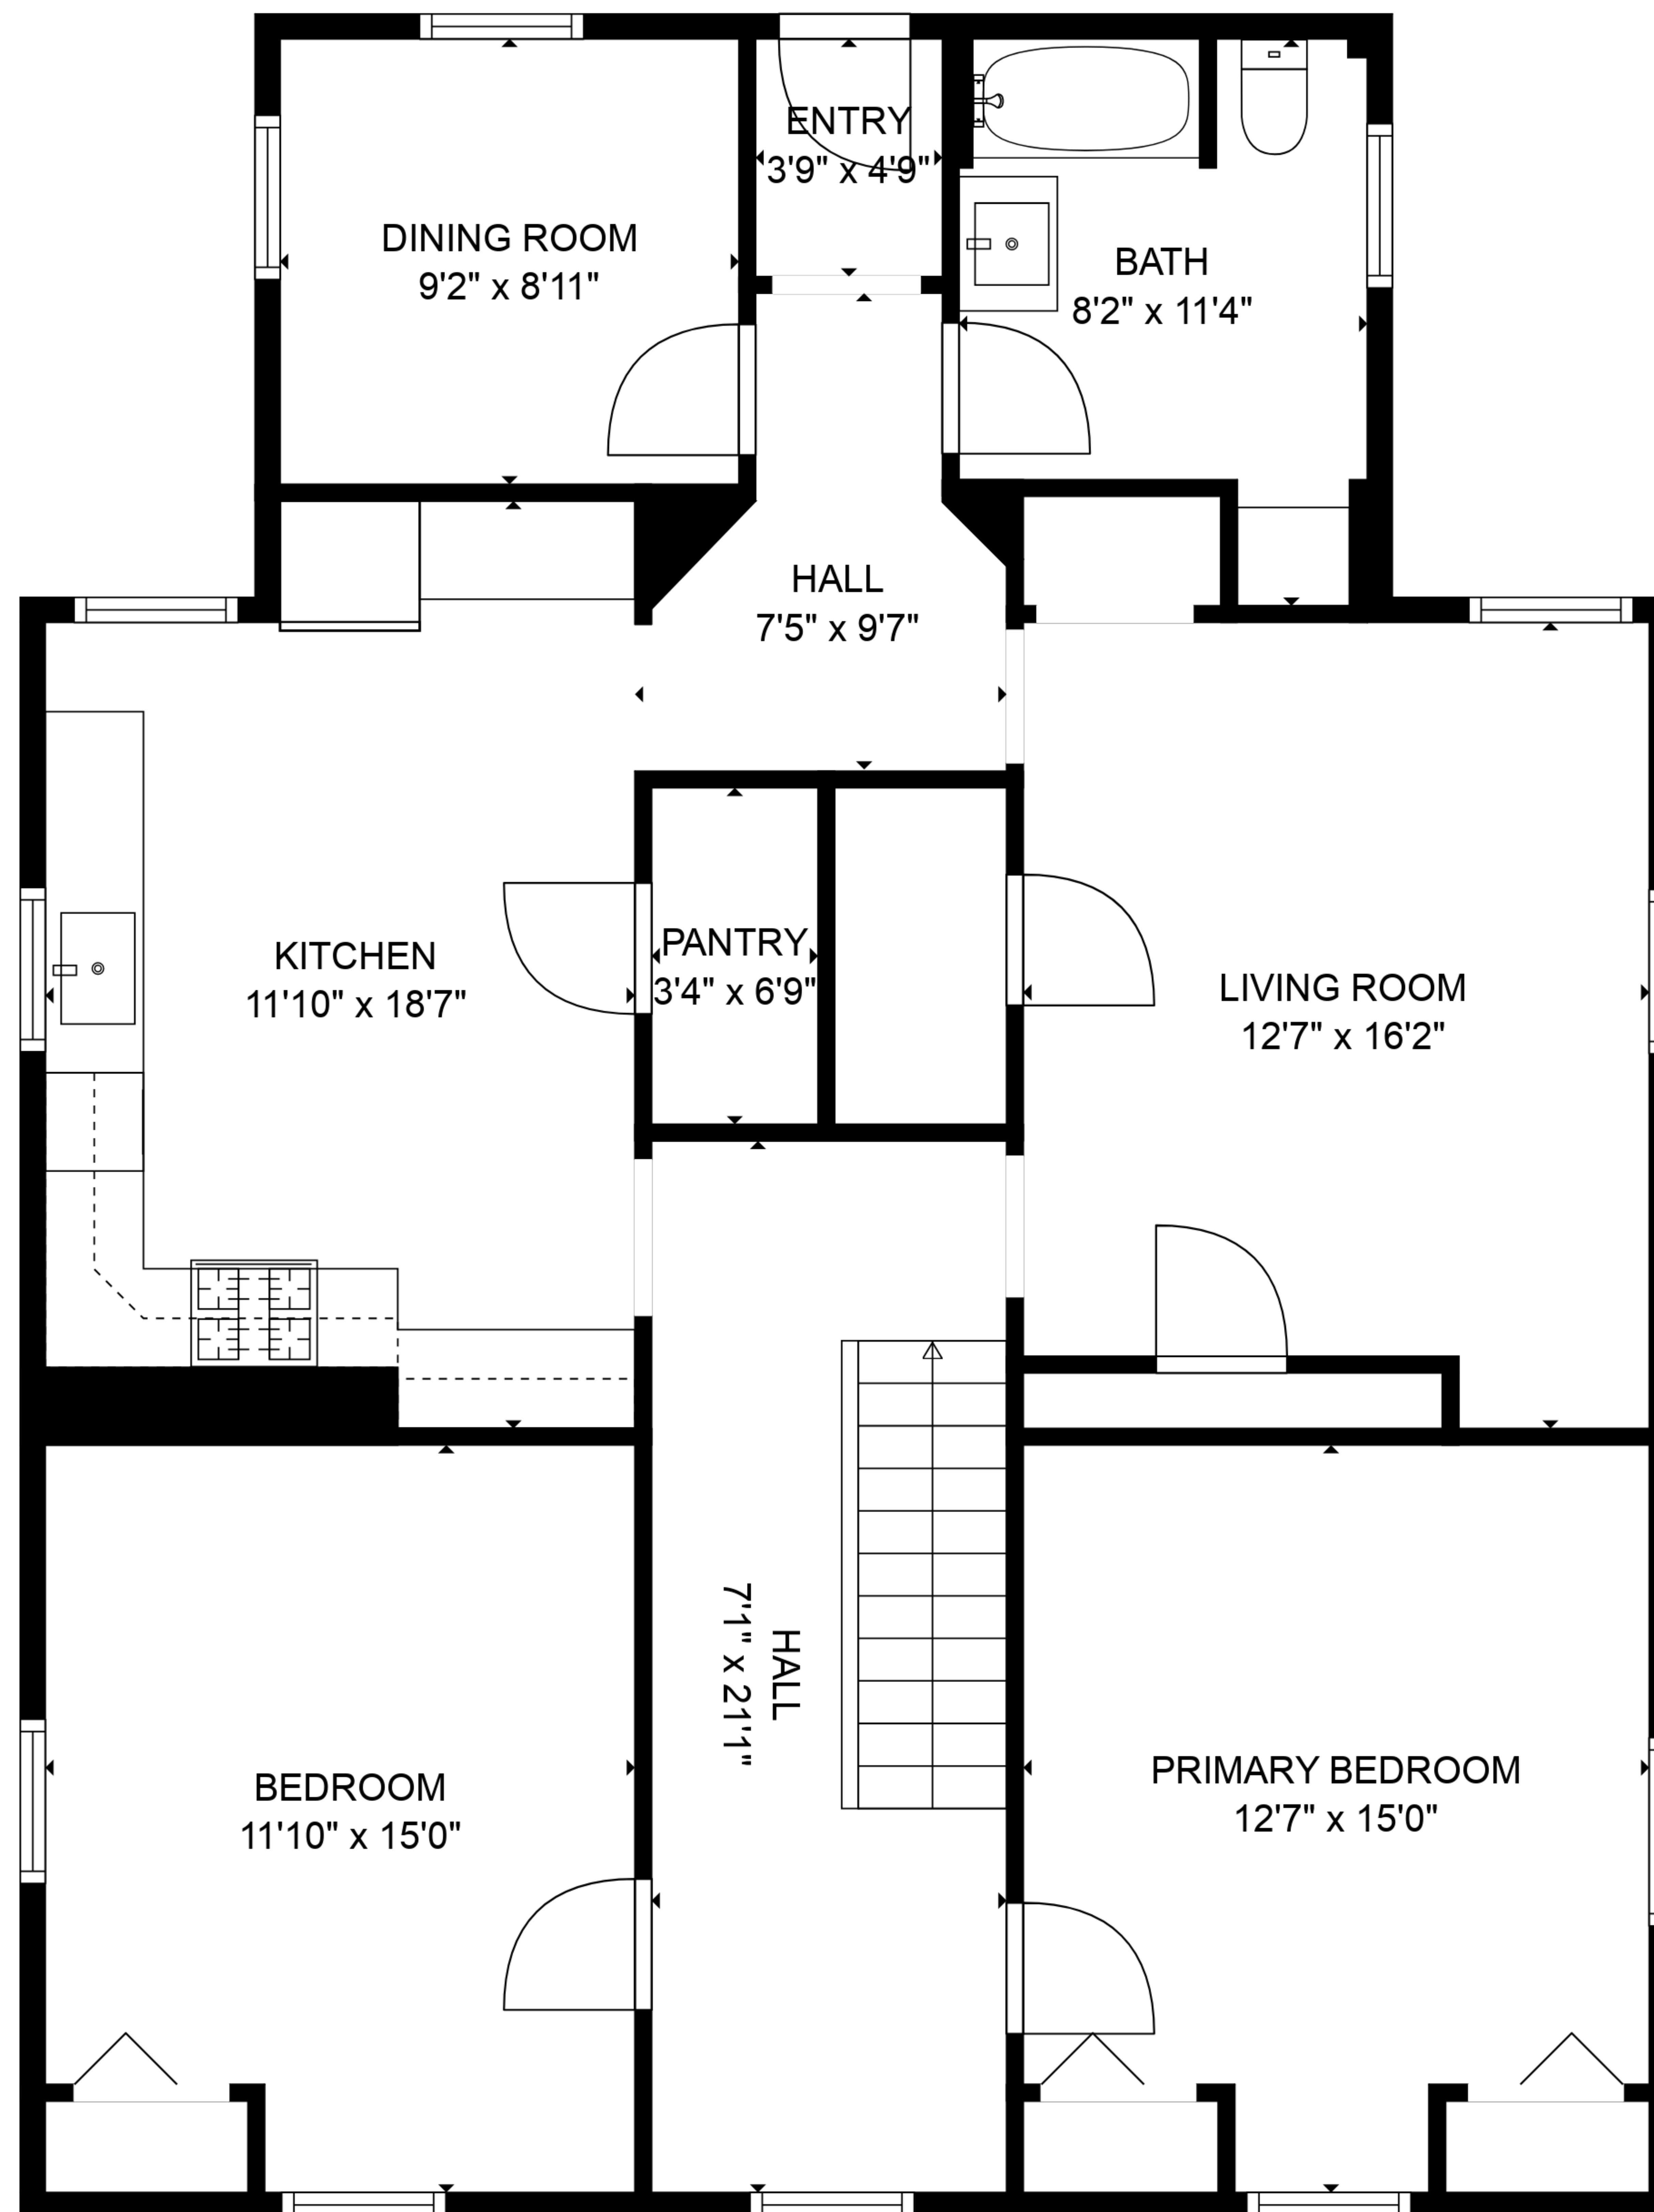 ENTRY
3'9" x 4'9"
DINING ROOM
9'2" x 8'11"
BATH
8'2" x 11'4"
HALL
7'5" x 9'7"
KITCHEN
11'10" x 18'7"
PANTRY
3'4" x 6'9"
LIVING ROOM
12'7" x 16'2"
HALL
7'1" x 21'1"
BEDROOM
11'10" x 15'0"
PRIMARY BEDROOM
12'7" x 15'0"